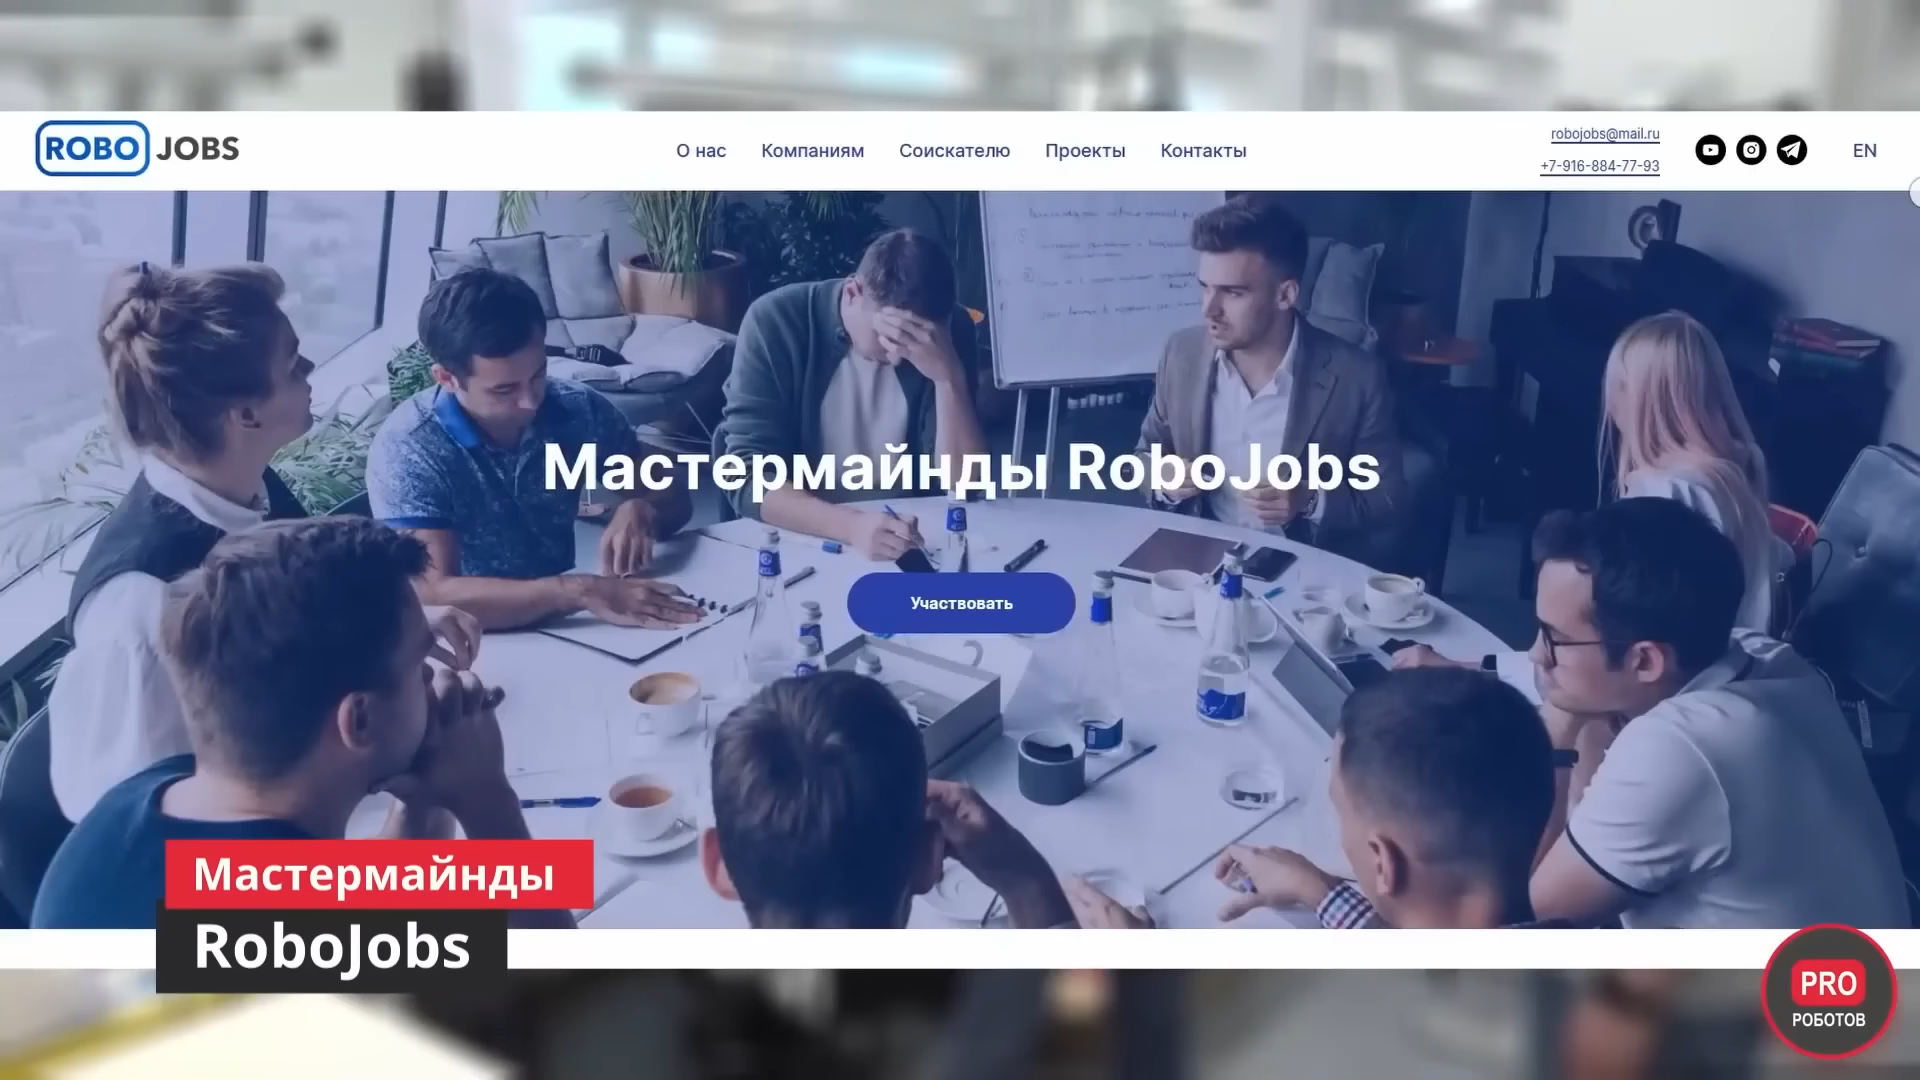 ROBO JOBS
О нас Компаниям Соискателю Проекты Контакты
robojobs@mail.ru
+7-916-884-77-93
EN
Мастермайнды RoboJobs
Участвовать
Мастермайнды
RoboJobs
PRO
РОБОТОВ